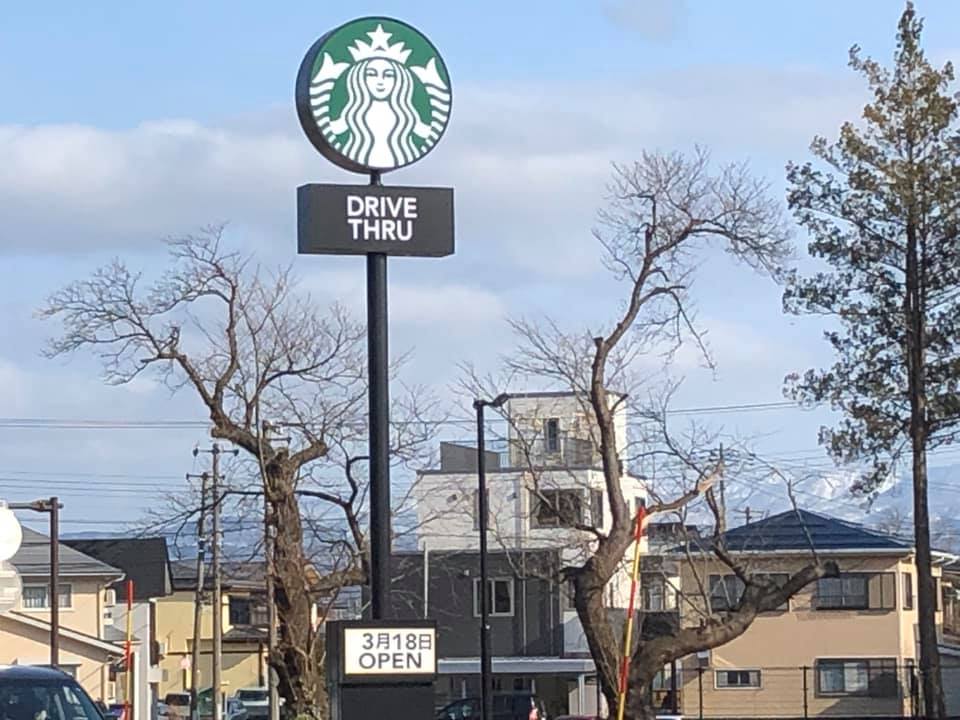 DRIVE
THRU
3月18日
OPEN